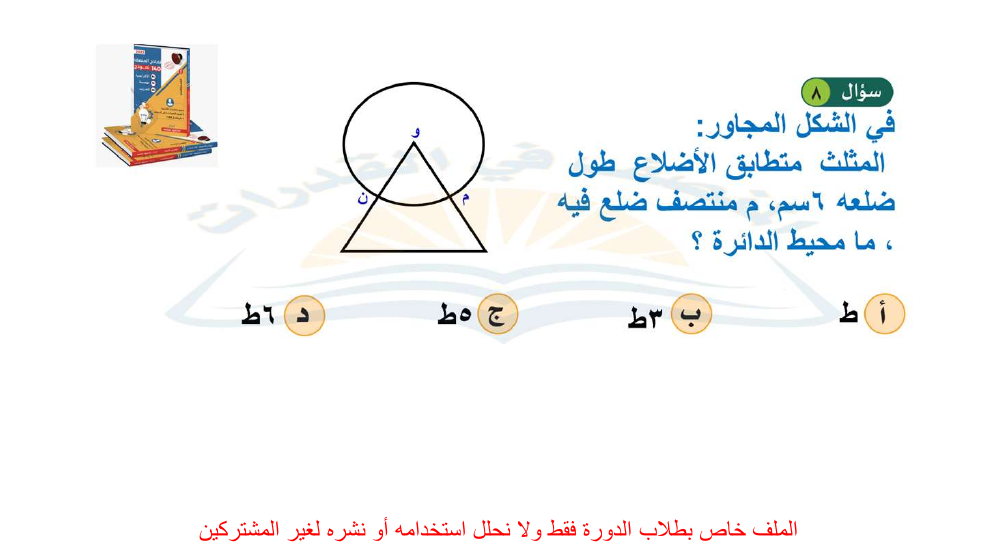 سؤال ٨
في الشكل المجاور:
المثلث متطابق الأضلاع طول
ضلعه ٦سم، م منتصف ضلع فيه
، ما محيط الدائرة ؟
و
ن
م
أ ط
ب ٣ط
ج ٥ط
د ٦ط
الملف خاص بطلاب الدورة فقط ولا نحلل استخدامه أو نشره لغير المشتركين